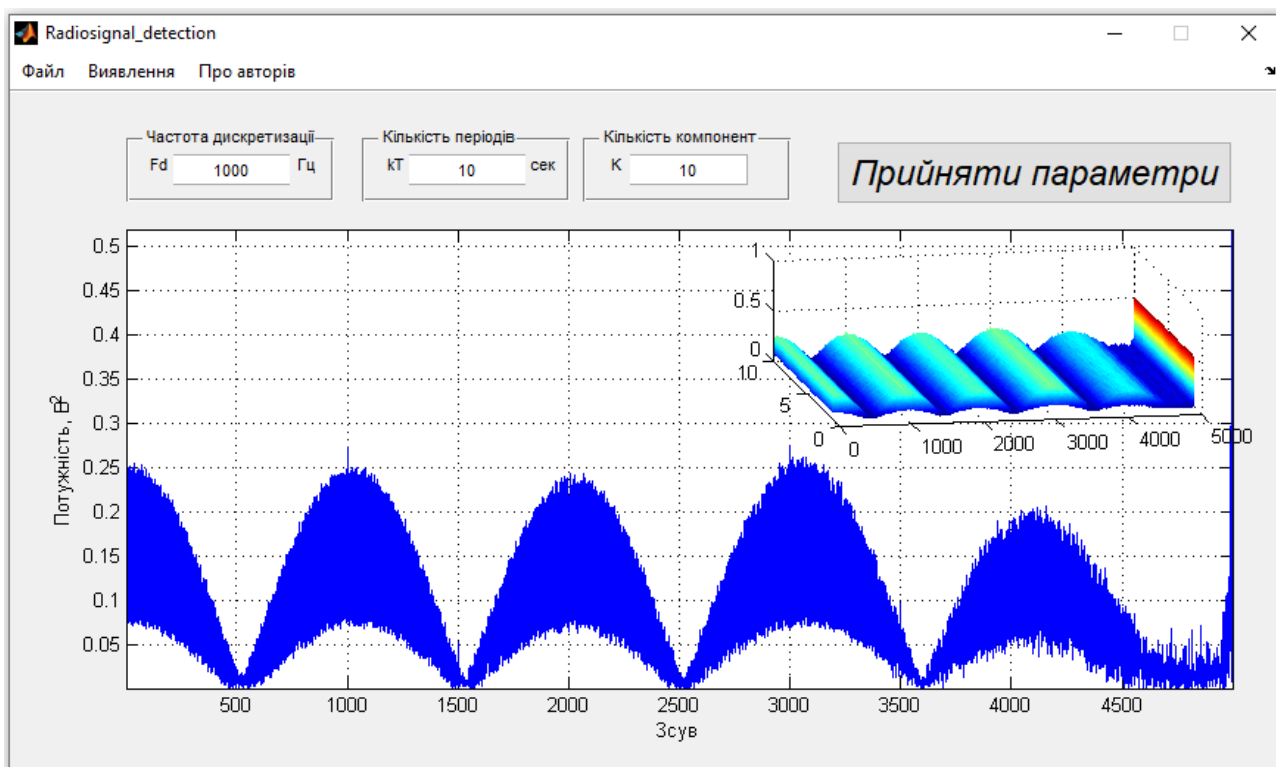 Radiosignal_detection
Файл Виявлення Про авторів
Частота дискретизації Кількість періодів Кількість компонент
Fd 1000 Гц kT 10 сек K 10
Прийняти параметри
0.5
0.45
0.4
0.35
0.3
0.25
0.2
0.15
0.1
0.05
Потужність, В²
1
0.5
0
10
5
0
0 1000 2000 3000 4000 5000
500 1000 1500 2000 2500 3000 3500 4000 4500
Зсув